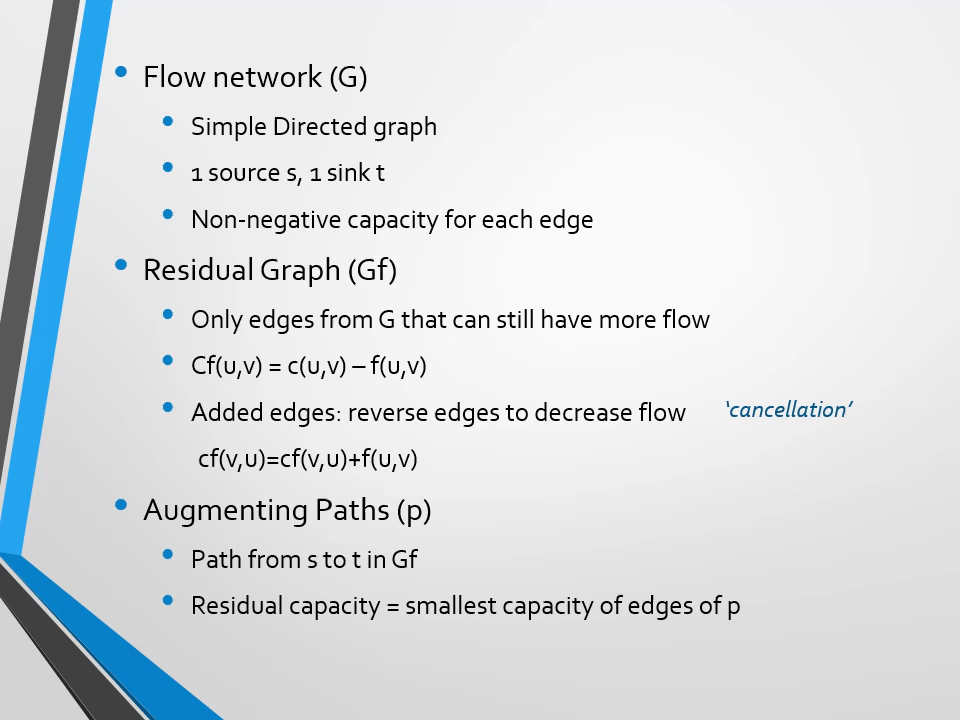 Flow network (G)
Simple Directed graph
1 source s, 1 sink t
Non-negative capacity for each edge
Residual Graph (Gf)
Only edges from G that can still have more flow
Cf(u,v) = c(u,v) – f(u,v)
Added edges: reverse edges to decrease flow ‘cancellation’
cf(v,u)=cf(v,u)+f(u,v)
Augmenting Paths (p)
Path from s to t in Gf
Residual capacity = smallest capacity of edges of p